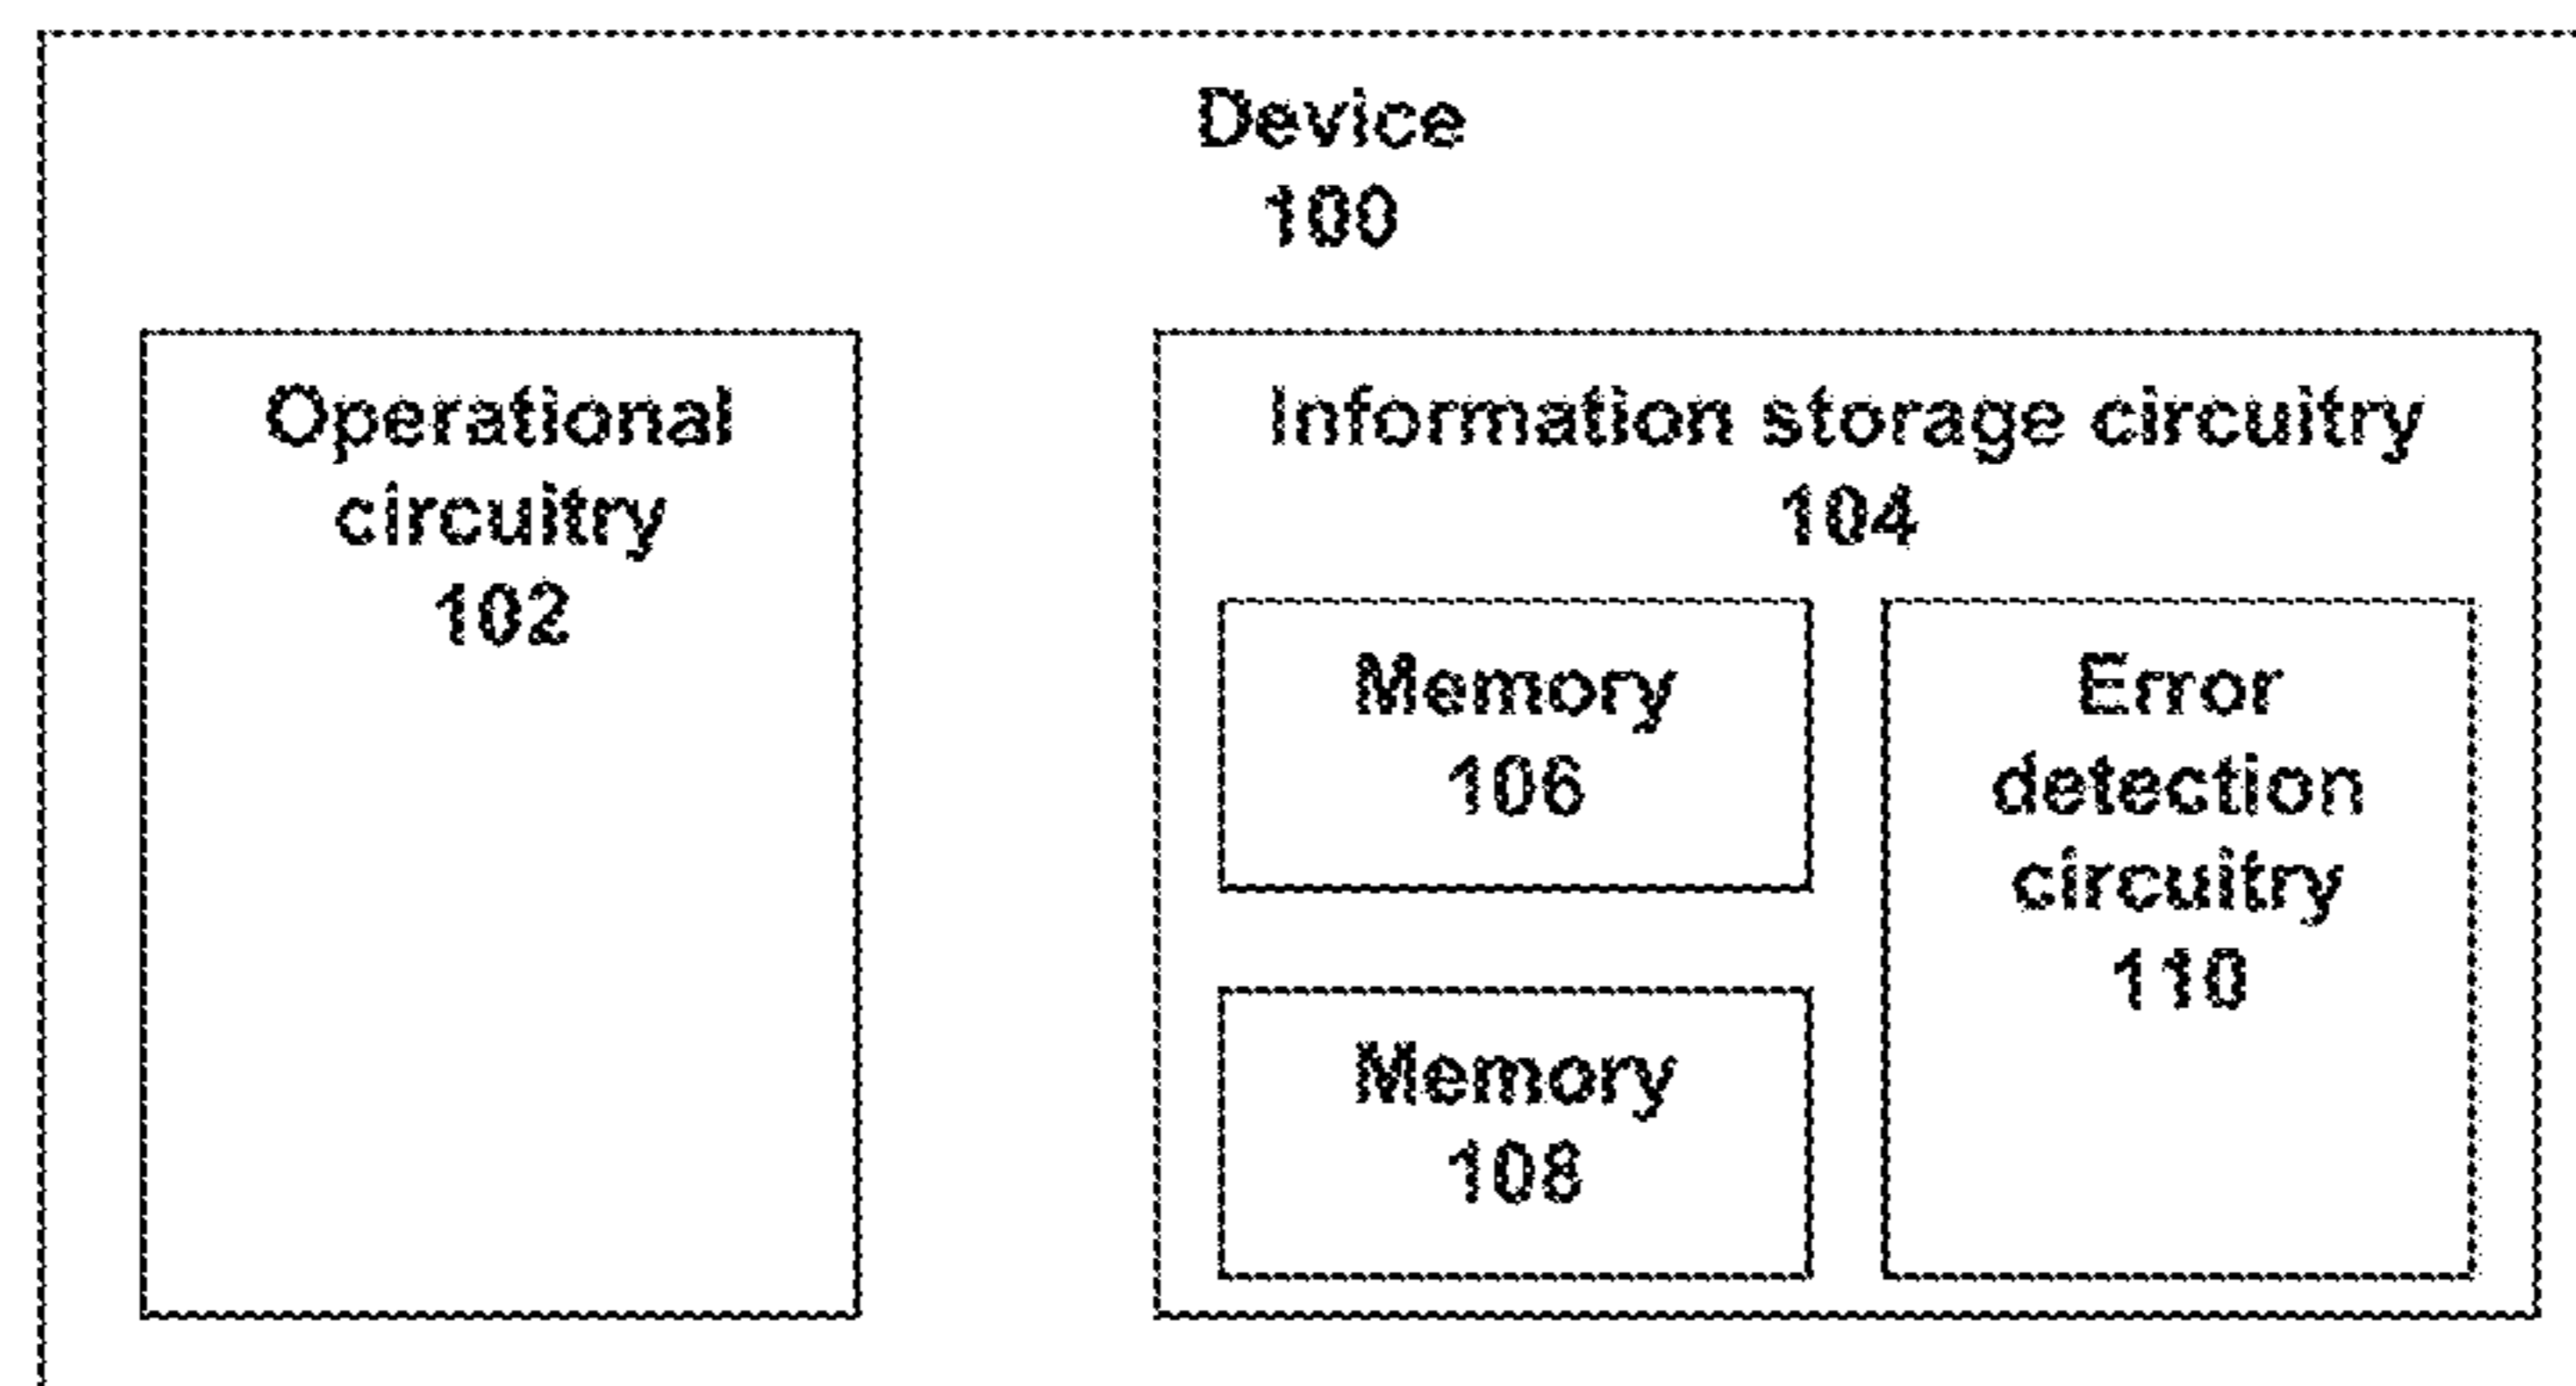 Device
100
Operational
circuitry
102
Information storage circuitry
104
Memory
106
Memory
108
Error
detection
circuitry
110